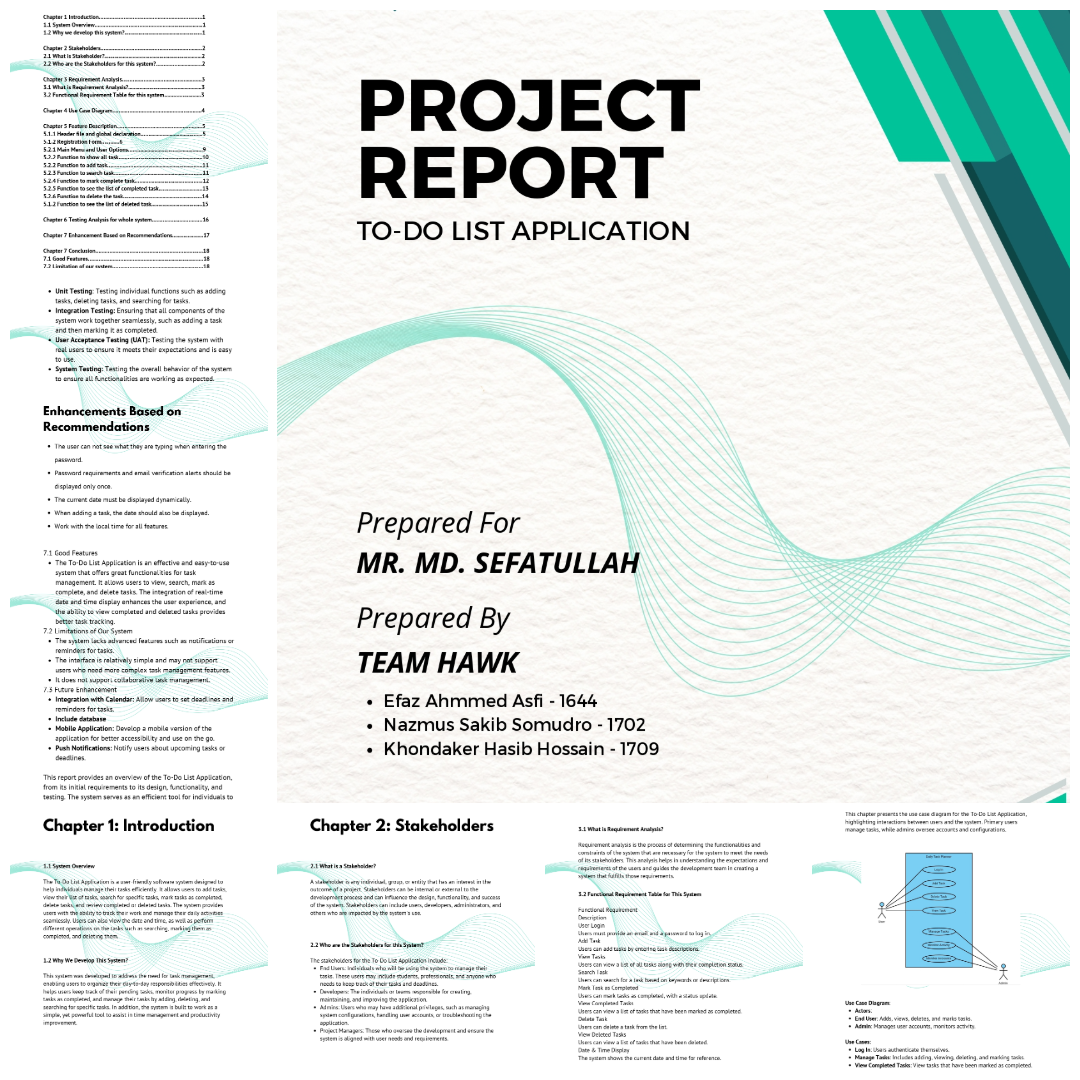 Chapter 1 Introduction..................................................1
1.1 System Overview..................................................1
1.2 Why we develop this system?..................................................1
Chapter 2 Stakeholders..................................................2
2.1 What is Stakeholder?..................................................2
2.2 Who are the Stakeholders for this system?..................................................2
Chapter 3 Requirement Analysis..................................................3
3.1 What is Requirement Analysis?..................................................3
3.2 Functional Requirement Table for this system..................................................3
Chapter 4 Use Case Diagram..................................................4
Chapter 5 Feature Description..................................................5
5.1.1 Header file and global declaration..................................................5
5.1.2 Registration Form..........6
5.2.1 Main Menu and User Options..................................................9
5.2.2 Function to show all task..................................................10
5.2.2 Function to add task..................................................11
5.2.3 Function to search task..................................................11
5.2.4 Function to mark complete task..................................................12
5.2.5 Function to see the list of completed task..................................................13
5.2.6 Function to delete the task..................................................14
5.1.2 Function to see the list of deleted task..................................................15
Chapter 6 Testing Analysis for whole system..................................................16
Chapter 7 Enhancement Based on Recommendations..................................................17
Chapter 7 Conclusion..................................................18
7.1 Good Features..................................................18
7.2 Limitation of our system..................................................18
• Unit Testing: Testing individual functions such as adding
tasks, deleting tasks, and searching for tasks.
• Integration Testing: Ensuring that all components of the
system work together seamlessly, such as adding a task
and then marking it as completed.
• User Acceptance Testing (UAT): Testing the system with
real users to ensure it meets their expectations and is easy
to use.
• System Testing: Testing the overall behavior of the system
to ensure all functionalities are working as expected.
Enhancements Based on
Recommendations
• The user can not see what they are typing when entering the
password.
• Password requirements and email verification alerts should be
displayed only once.
• The current date must be displayed dynamically.
• When adding a task, the date should also be displayed.
• Work with the local time for all features
7.1 Good Features
• The To-Do List Application is an effective and easy-to-use
system that offers great functionalities for task
management. It allows users to view, search, mark as
complete, and delete tasks. The integration of real-time
date and time display enhances the user experience, and
the ability to view completed and deleted tasks provides
better task tracking.
7.2 Limitations of Our System
• The system lacks advanced features such as notifications or
reminders for tasks.
• The interface is relatively simple and may not support
users who need more complex task management features.
• It does not support collaborative task management.
7.3 Future Enhancement
• Integration with Calendar: Allow users to set deadlines and
reminders for tasks.
• Include database
• Mobile Application: Develop a mobile version of the
application for better accessibility and use on the go.
• Push Notifications: Notify users about upcoming tasks or
deadlines.
This report provides an overview of the To-Do List Application,
from its initial requirements to its design, functionality, and
testing. The system serves as an efficient tool for individuals to
PROJECT
REPORT
TO-DO LIST APPLICATION
Prepared For
MR. MD. SEFATULLAH
Prepared By
TEAM HAWK
• Efaz Ahmmed Asfi - 1644
• Nazmus Sakib Somudro - 1702
• Khondaker Hasib Hossain - 1709
Chapter 1: Introduction
1.1 System Overview
The To Do List Application is a user-friendly software system designed to
help individuals manage their tasks efficiently. It allows users to add tasks,
view their list of tasks, search for specific tasks, mark tasks as completed,
delete tasks, and review completed or deleted tasks. The system provides
users with the ability to track their work and manage their daily activities
seamlessly. Users can also view the date and time, as well as perform
different operations on the tasks such as searching, marking them as
completed, and deleting them.
1.2 Why We Develop This System?
This system was developed to address the need for task management,
enabling users to organize their day-to-day responsibilities effectively. It
helps users keep track of their pending tasks, monitor progress by marking
tasks as completed, and manage their tasks by adding, deleting, and
searching for specific tasks. In addition, the system is built to work as a
simple, yet powerful tool to assist in time management and productivity
improvement.
Chapter 2: Stakeholders
2.1 What is a Stakeholder?
A stakeholder is any individual, group, or entity that has an interest in the
outcome of a project. Stakeholders can be internal or external to the
development process and can influence the design, functionality, and success
of the system. Stakeholders can include users, developers, administrators, and
others who are impacted by the system's use.
2.2 Who are the Stakeholders for this System?
The stakeholders for the To Do List Application include:
• End Users: Individuals who will be using the system to manage their
tasks. These users may include students, professionals, and anyone who
needs to keep track of their tasks and deadlines.
• Developers: The individuals or teams responsible for creating,
maintaining, and improving the application.
• Admins: Users who may have additional privileges, such as managing
system configurations, handling user accounts, or troubleshooting the
application.
• Project Managers: Those who oversee the development and ensure the
system is aligned with user needs and requirements.
3.1 What is Requirement Analysis?
Requirement analysis is the process of determining the functionalities and
constraints of the system that are necessary for the system to meet the needs
of its stakeholders. This analysis helps in understanding the expectations and
requirements of the users and guides the development team in creating a
system that fulfills those requirements.
3.2 Functional Requirement Table for This System
Functional Requirement
Description
User Login
Users must provide an email and a password to log in.
Add Task
Users can add tasks by entering task descriptions.
View Tasks
Users can view a list of all tasks along with their completion status.
Search Task
Users can search for a task based on keywords or descriptions.
Mark Task as Completed
Users can mark tasks as completed, with a status update.
View Completed Tasks
Users can view a list of tasks that have been marked as completed.
Delete Task
Users can delete a task from the list.
View Deleted Tasks
Users can view a list of tasks that have been deleted.
Date & Time Display
The system shows the current date and time for reference.
This chapter presents the use case diagram for the To-Do List Application,
highlighting interactions between users and the system. Primary users
manage tasks, while admins oversee accounts and configurations.
Use Case Diagram:
• Actors:
• End User: Adds, views, deletes, and marks tasks.
• Admin: Manages user accounts, monitors activity.
Use Cases:
• Log In: Users authenticate themselves.
• Manage Tasks: Includes adding, viewing, deleting, and marking tasks.
• View Completed Tasks: View tasks that have been marked as completed.